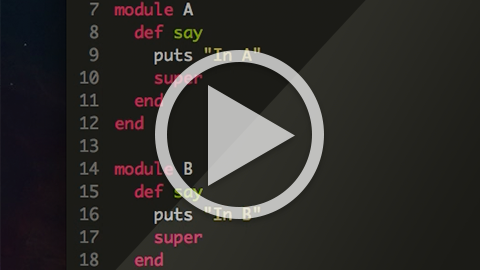 7 module A
8 def say
9 puts "In A"
10 super
11 end
12 end
13
14 module B
15 def say
16 puts "In B"
17 super
18 end